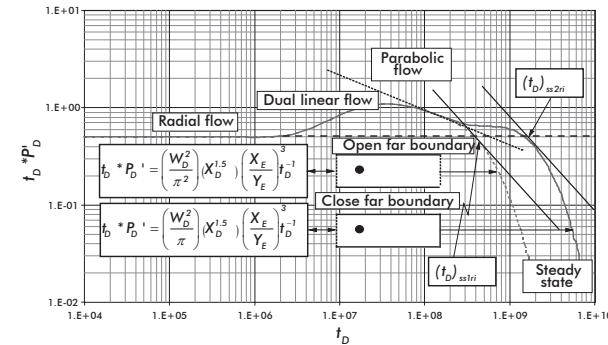 1.E+01
1.E+00
1.E-01
1.E-02
t_D *P'_D
Parabolic
flow
(t_D)_ss2ri
Dual linear flow
Radial flow
Open far boundary
t_D * P_D ' = (W_D^2 / π^2) (X_D^1.5) (X_E / Y_E)^3 t_D^-1
Close far boundary
t_D * P_D ' = (W_D^2 / π) (X_D^1.5) (X_E / Y_E)^3 t_D^-1
(t_D)_ss1ri
Steady
state
1.E+04 1.E+05 1.E+06 1.E+07 1.E+08 1.E+09 1.E+10
t_D